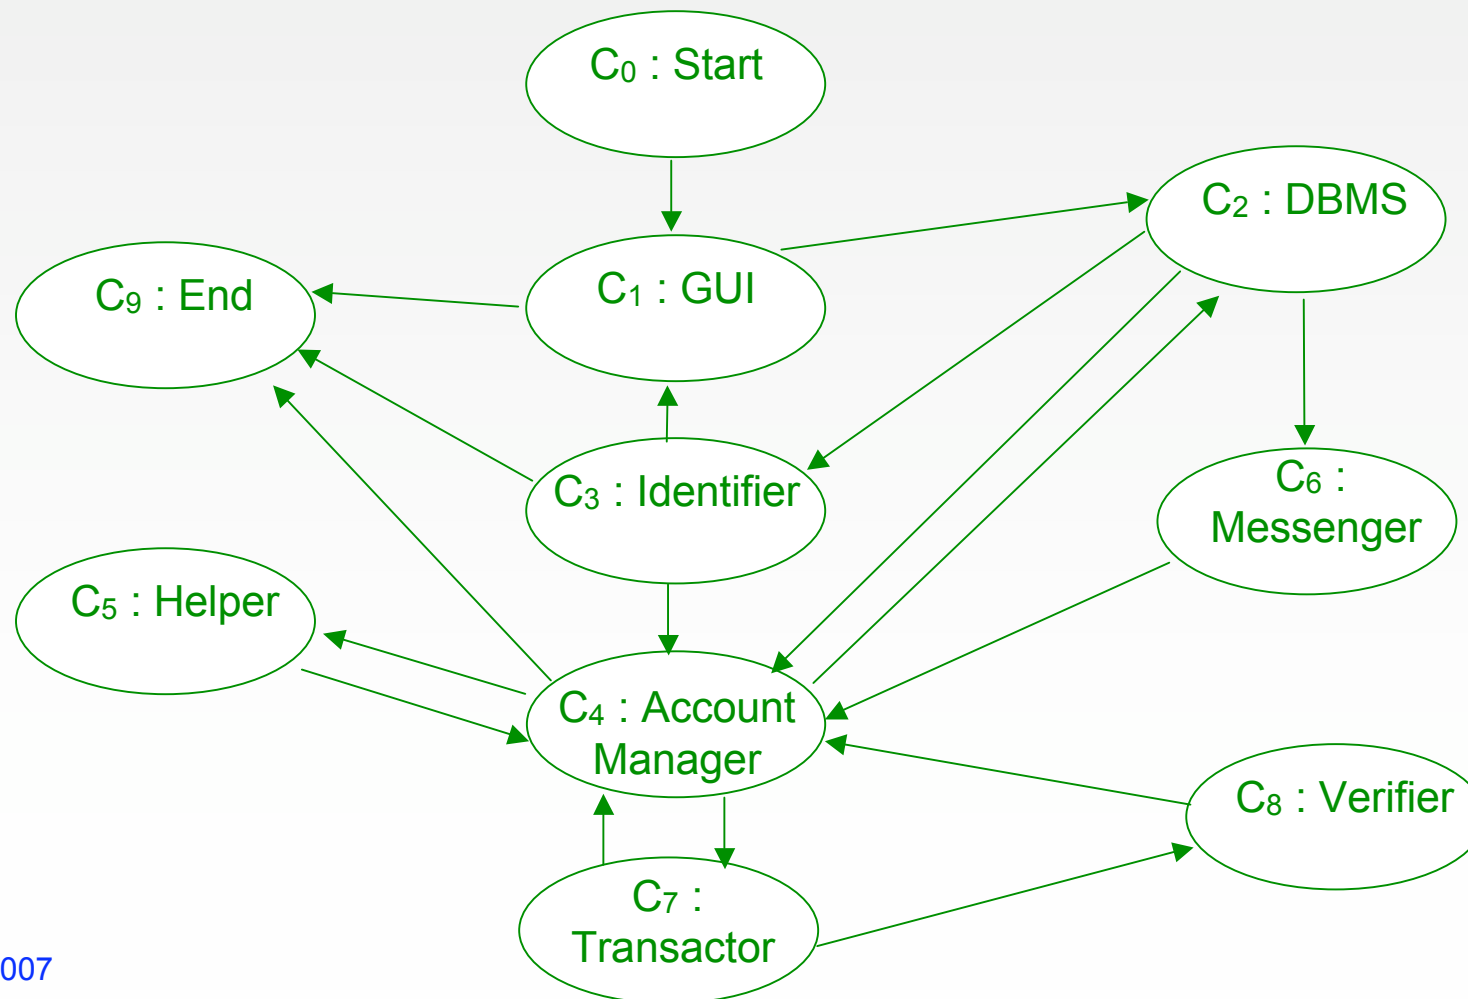 C₀ : Start
C₂ : DBMS
C₉ : End
C₁ : GUI
C₃ : Identifier
C₆ :
Messenger
C₅ : Helper
C₄ : Account
Manager
C₈ : Verifier
C₇ :
Transactor
007